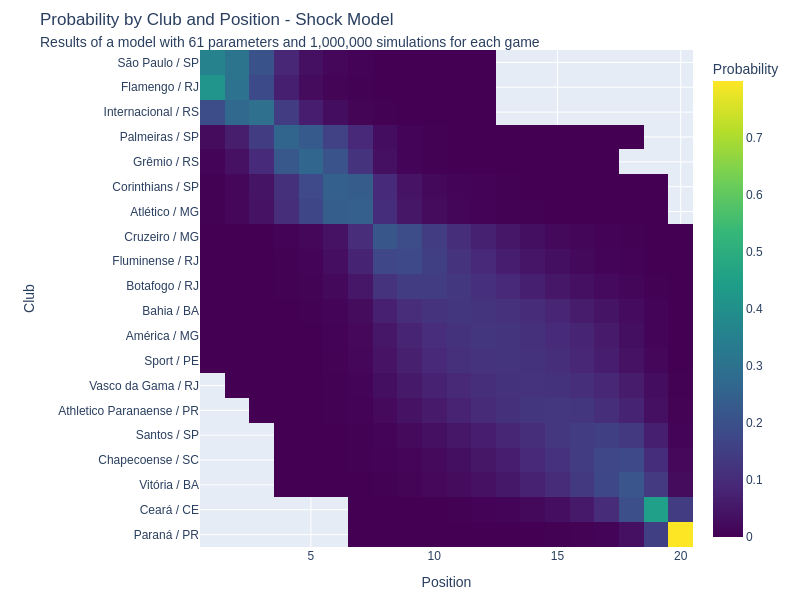 Probability by Club and Position - Shock Model
Results of a model with 61 parameters and 1,000,000 simulations for each game
Probability
Club
São Paulo / SP
Flamengo / RJ
Internacional / RS
Palmeiras / SP
Grêmio / RS
Corinthians / SP
Atlético / MG
Cruzeiro / MG
Fluminense / RJ
Botafogo / RJ
Bahia / BA
América / MG
Sport / PE
Vasco da Gama / RJ
Athletico Paranaense / PR
Santos / SP
Chapecoense / SC
Vitória / BA
Ceará / CE
Paraná / PR
0.7
0.6
0.5
0.4
0.3
0.2
0.1
0
5 10 15 20
Position